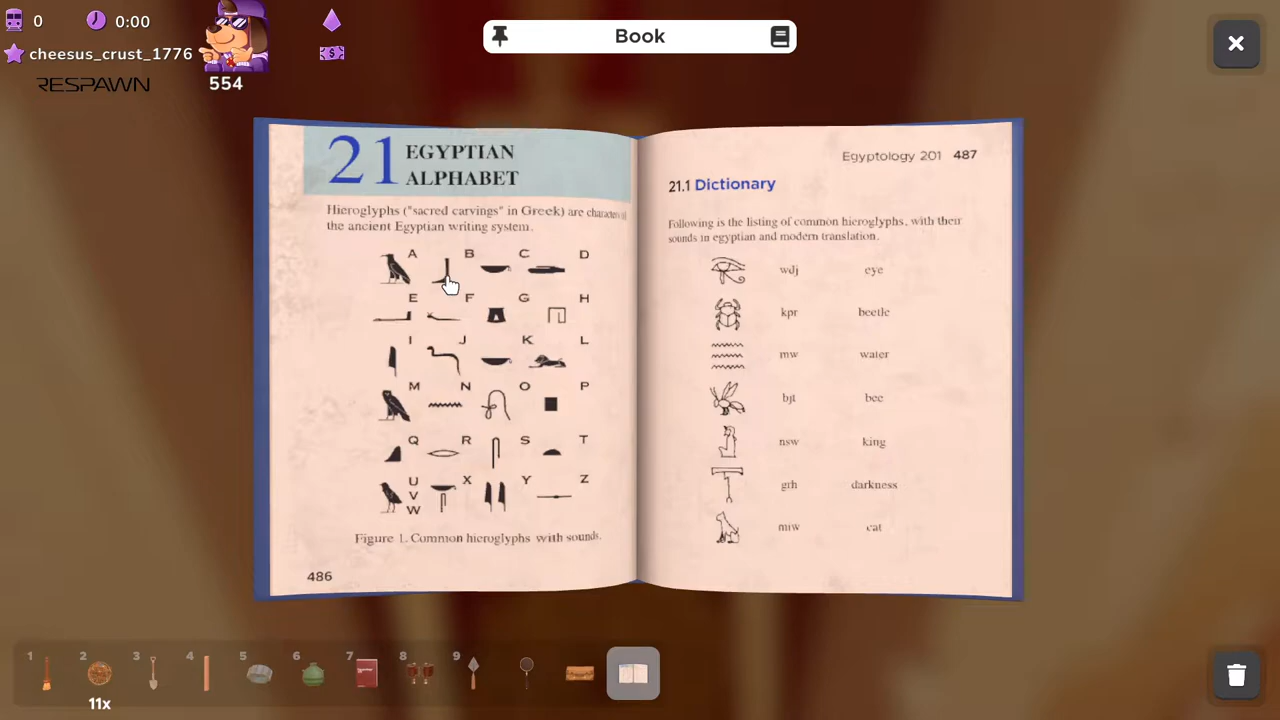 0
0:00
cheesus_crust_1776
RESPAWN
554
Book
21 EGYPTIAN
ALPHABET
Hieroglyphs ("sacred carvings" in Greek) are
the ancient Egyptian writing system.
A B C D
E F G H
I J K L
M N O P
Q R S T
U
V
W
X Y Z
Figure 1. Common hieroglyphs with sounds.
486
Egyptology 201 487
21.1 Dictionary
Following is the listing of common hieroglyphs, with their
sounds in egyptian and modern translation.
wdj eye
kpr beetle
mw water
bjt bee
nsw king
grh darkness
mrw cat
1 2 3 4 5 6 7 8 9
11x